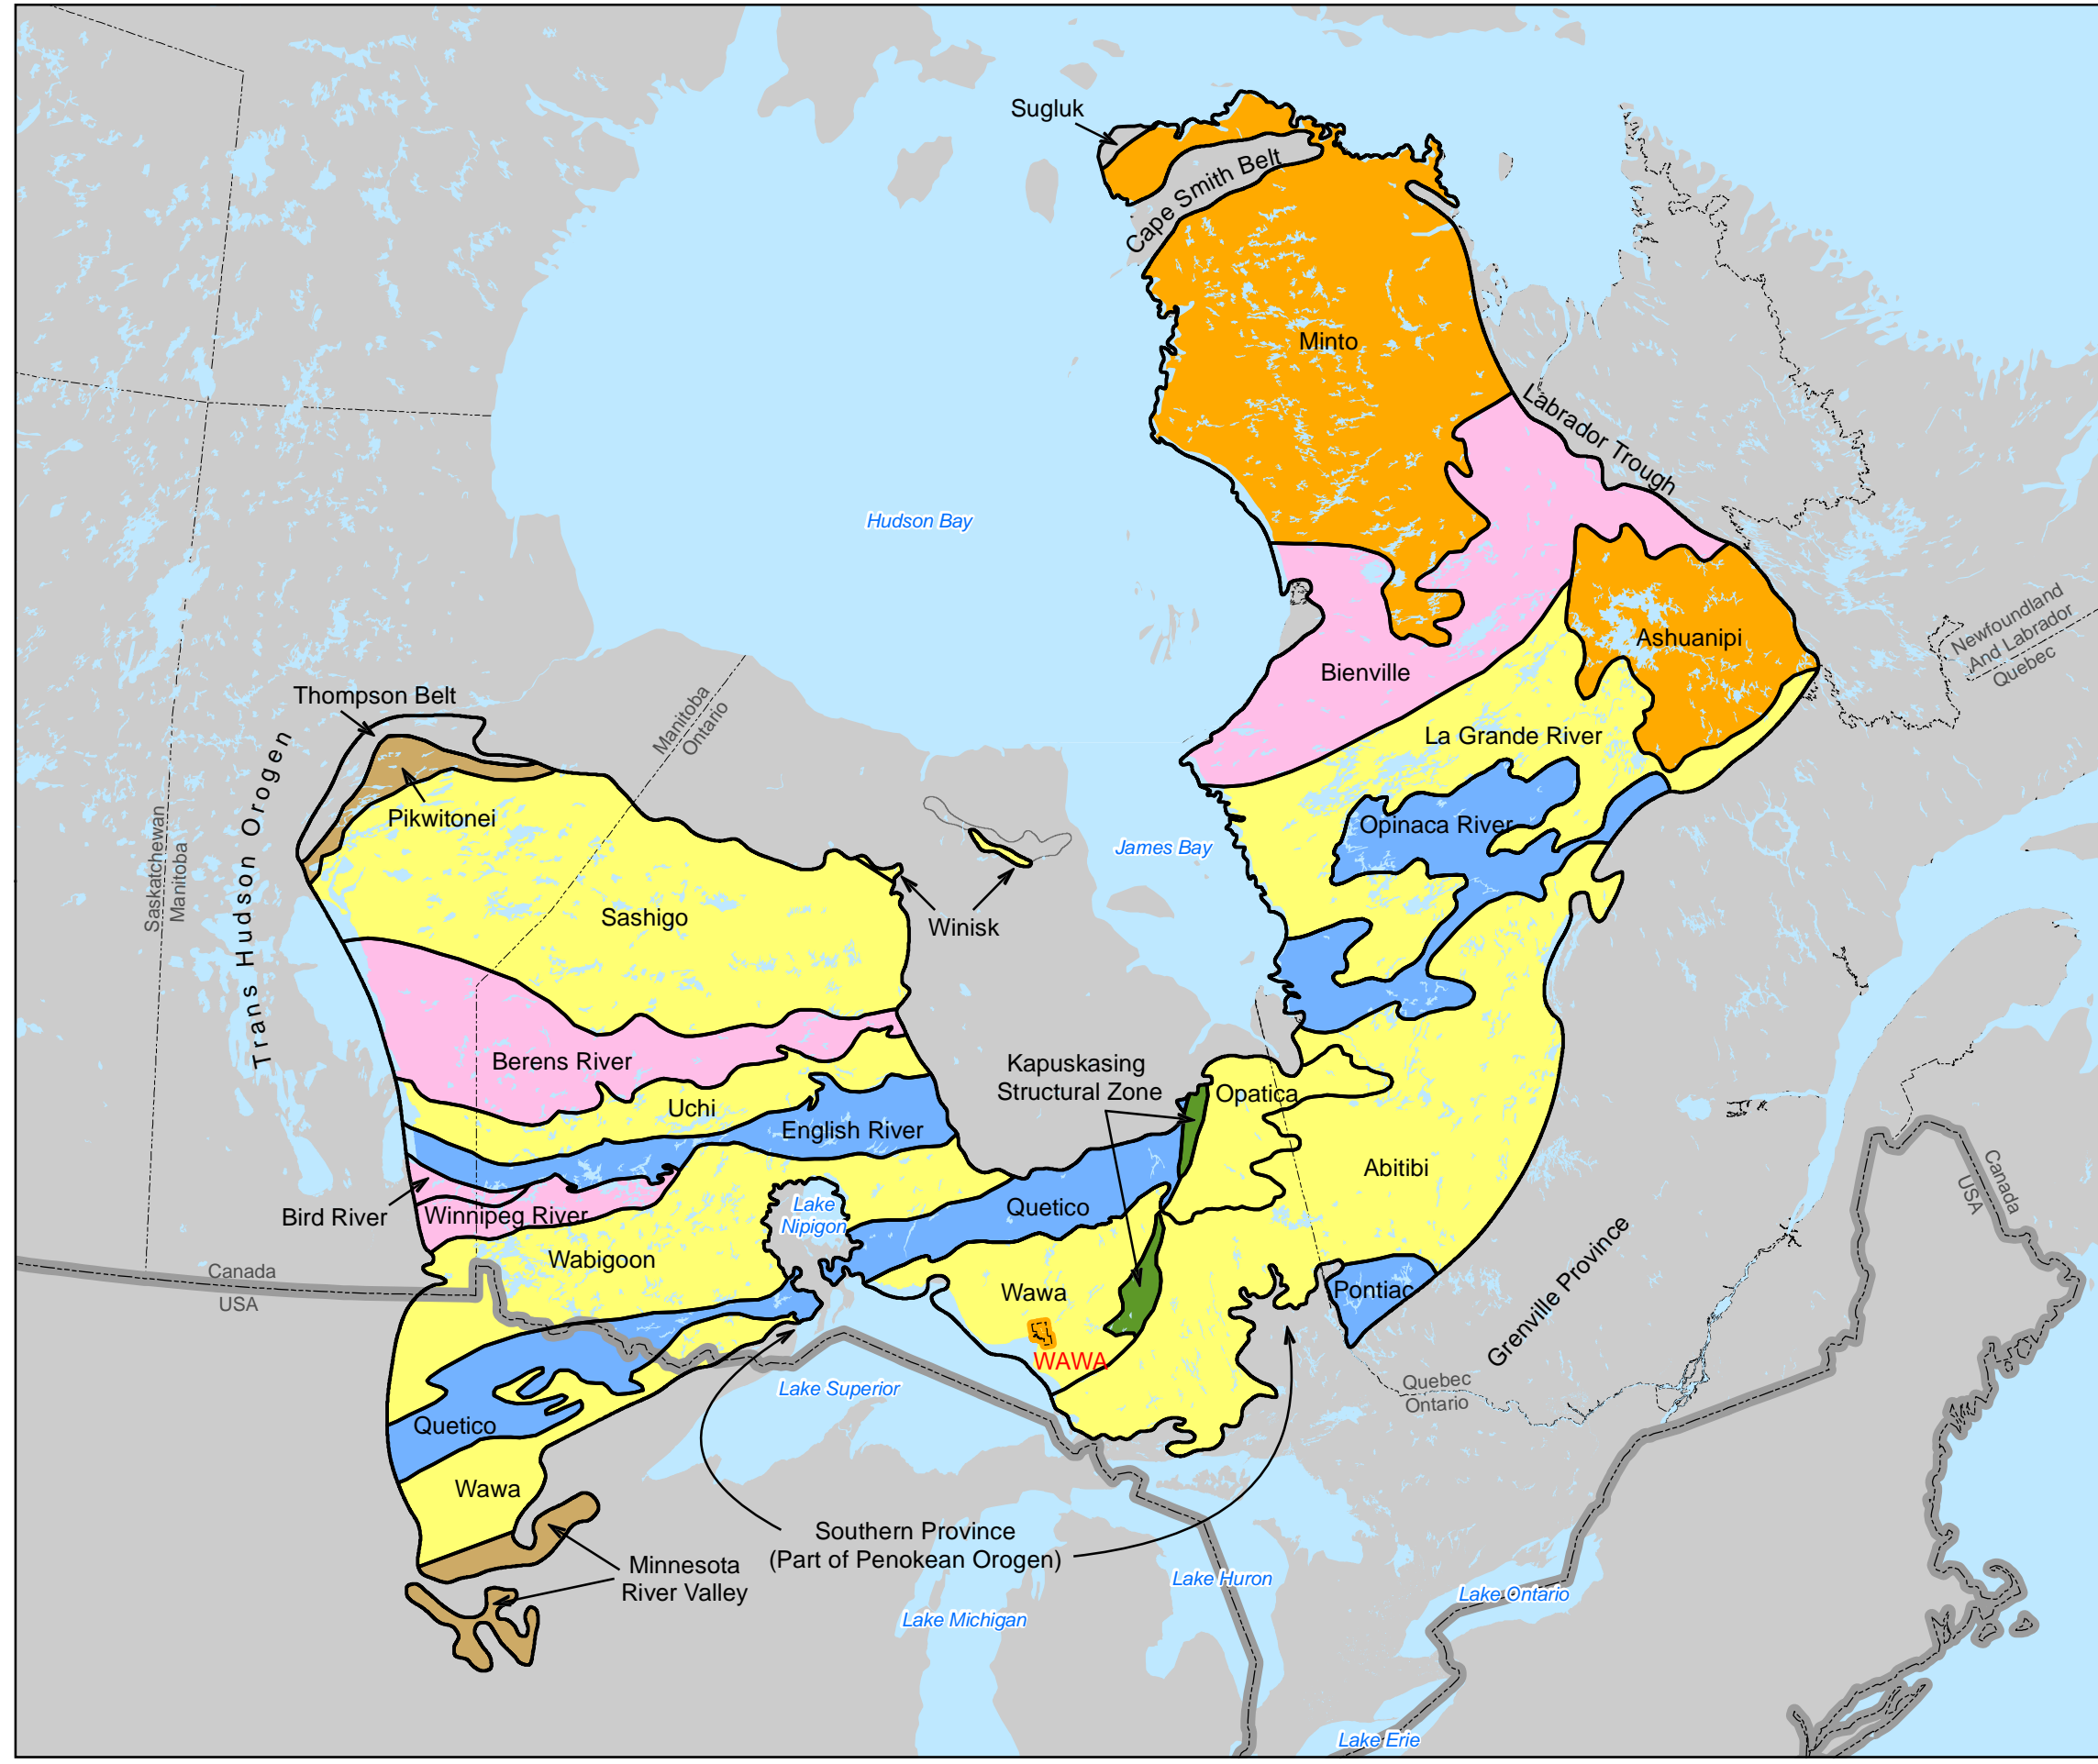 Sugluk
Cape Smith Belt
Minto
Labrador Trough
Hudson Bay
Ashuanipi
Newfoundland
And Labrador
Quebec
Bienville
Thompson Belt
Manitoba
Ontario
La Grande River
Trans Hudson Orogen
Pikwitonei
Saskatchewan
Manitoba
Opinaca River
James Bay
Sashigo
Winisk
Berens River
Kapuskasing
Structural Zone
Opatica
Uchi
English River
Abitibi
Canada
USA
Bird River
Winnipeg River
Lake
Nipigon
Quetico
Wabigoon
Canada
USA
Wawa
Pontiac
Grenville Province
WAWA
Lake Superior
Quebec
Ontario
Quetico
Wawa
Southern Province
(Part of Penokean Orogen)
Minnesota
River Valley
Lake Huron
Lake Ontario
Lake Michigan
Lake Erie